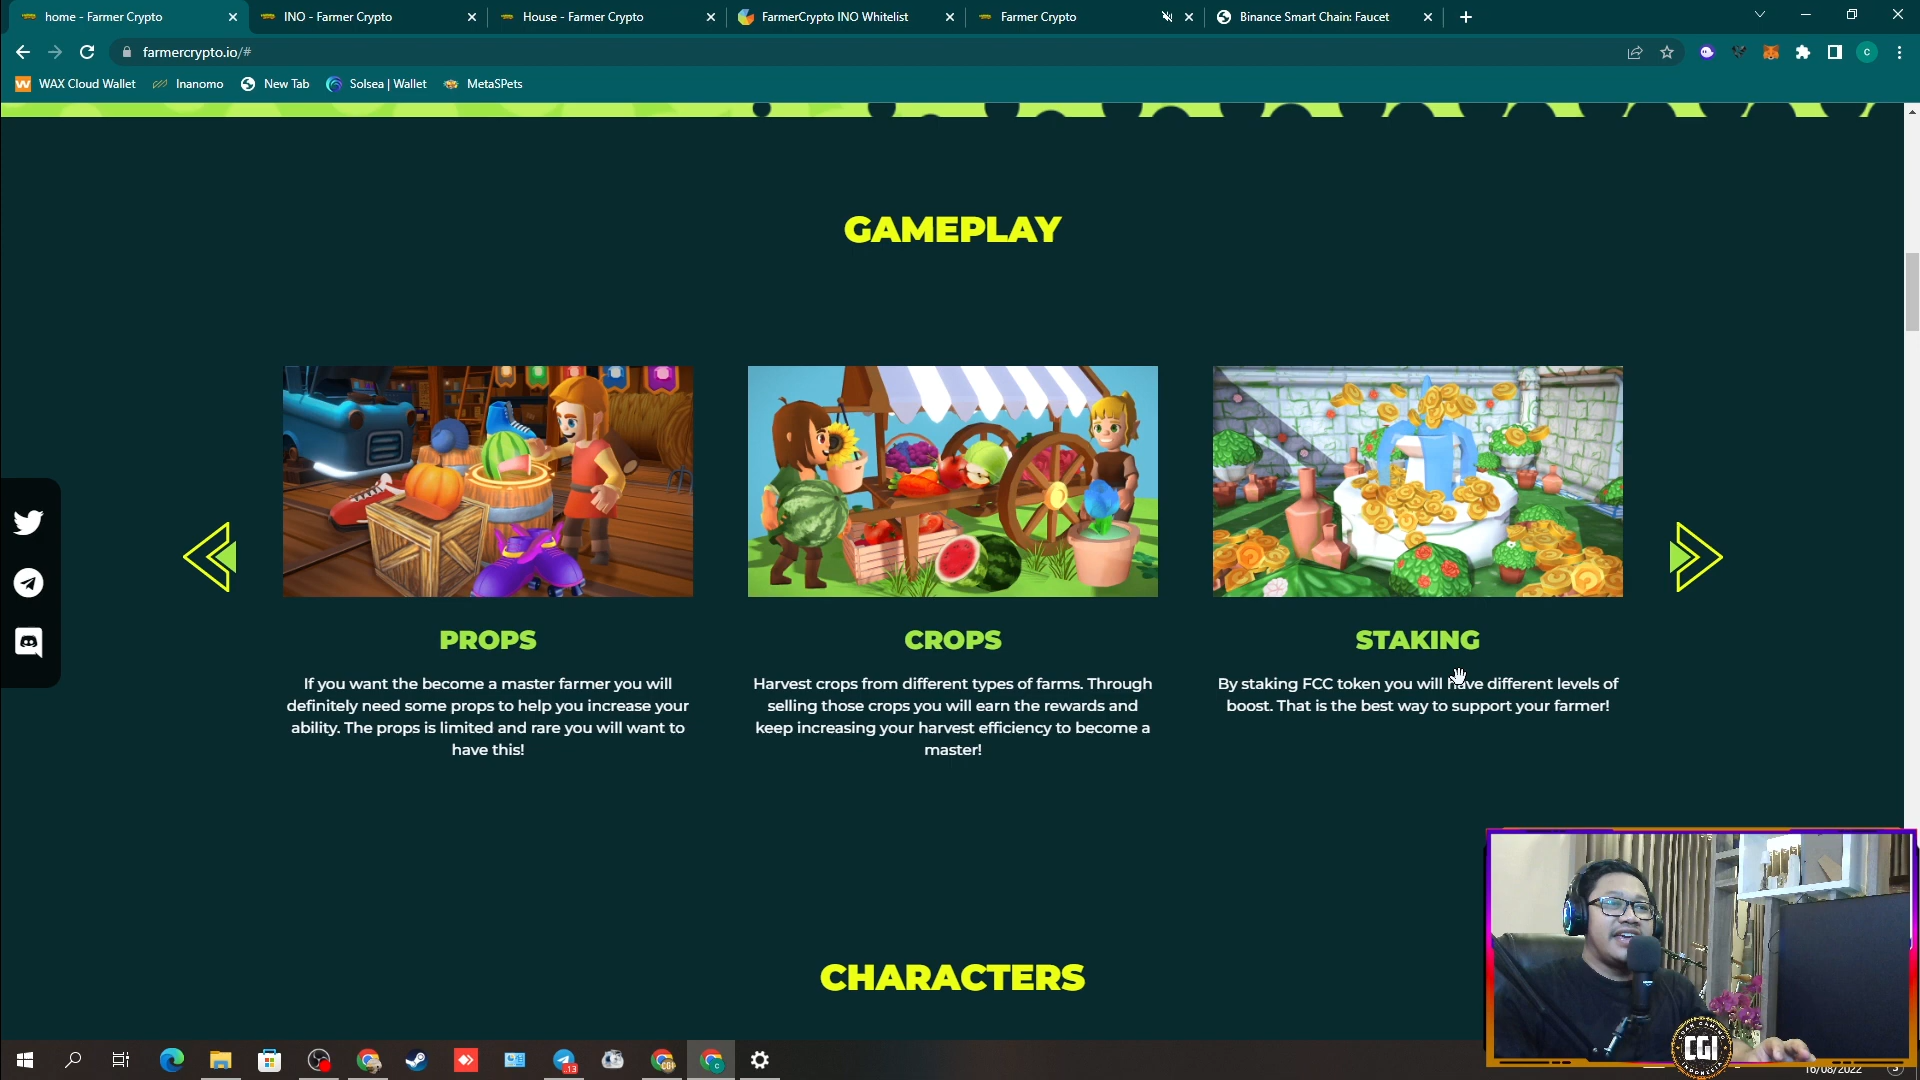 home - Farmer Crypto
INO - Farmer Crypto
House - Farmer Crypto
FarmerCrypto INO Whitelist
Farmer Crypto
Binance Smart Chain: Faucet
farmercrypto.io/#
C
WAX Cloud Wallet
Inanomo
New Tab
Solsea | Wallet
MetaSPets
GAMEPLAY
PROPS
If you want the become a master farmer you will
definitely need some props to help you increase your
ability. The props is limited and rare you will want to
have this!
CROPS
Harvest crops from different types of farms. Through
selling those crops you will earn the rewards and
keep increasing your harvest efficiency to become a
master!
STAKING
By staking FCC token you will have different levels of
boost. That is the best way to support your farmer!
CHARACTERS
CGI
13
16/08/2022